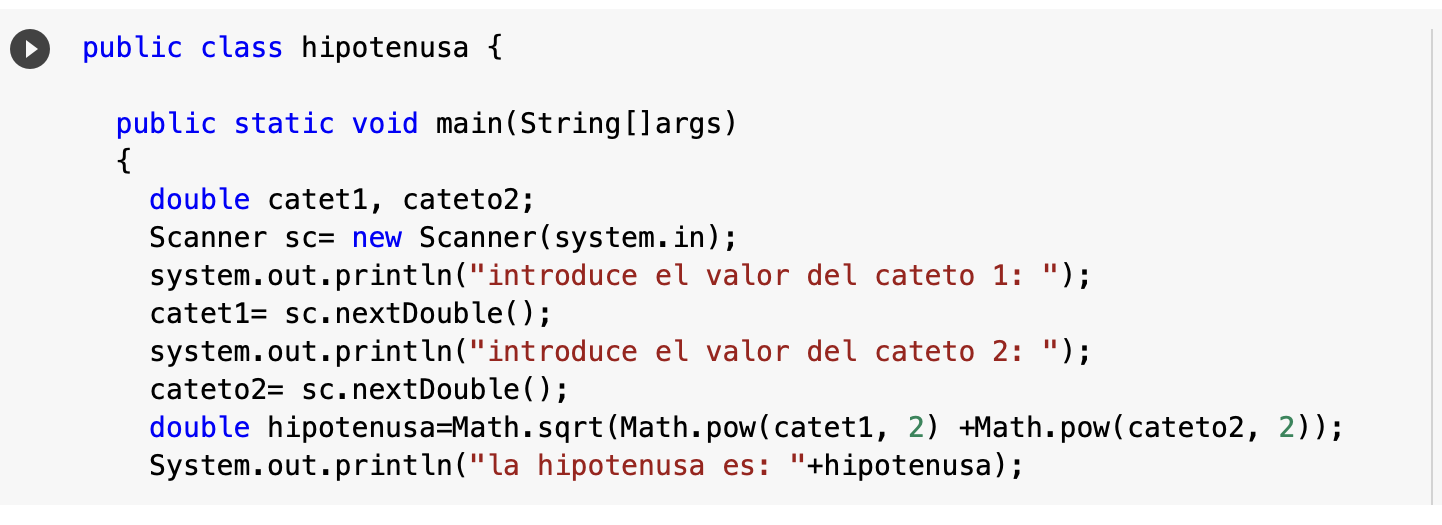 public class hipotenusa {
public static void main(String[]args)
{
double catet1, cateto2;
Scanner sc= new Scanner(system.in);
system.out.println("introduce el valor del cateto 1: ");
catet1= sc.nextDouble();
system.out.println("introduce el valor del cateto 2: ");
cateto2= sc.nextDouble();
double hipotenusa=Math.sqrt(Math.pow(catet1, 2) +Math.pow(cateto2, 2));
System.out.println("la hipotenusa es: "+hipotenusa);